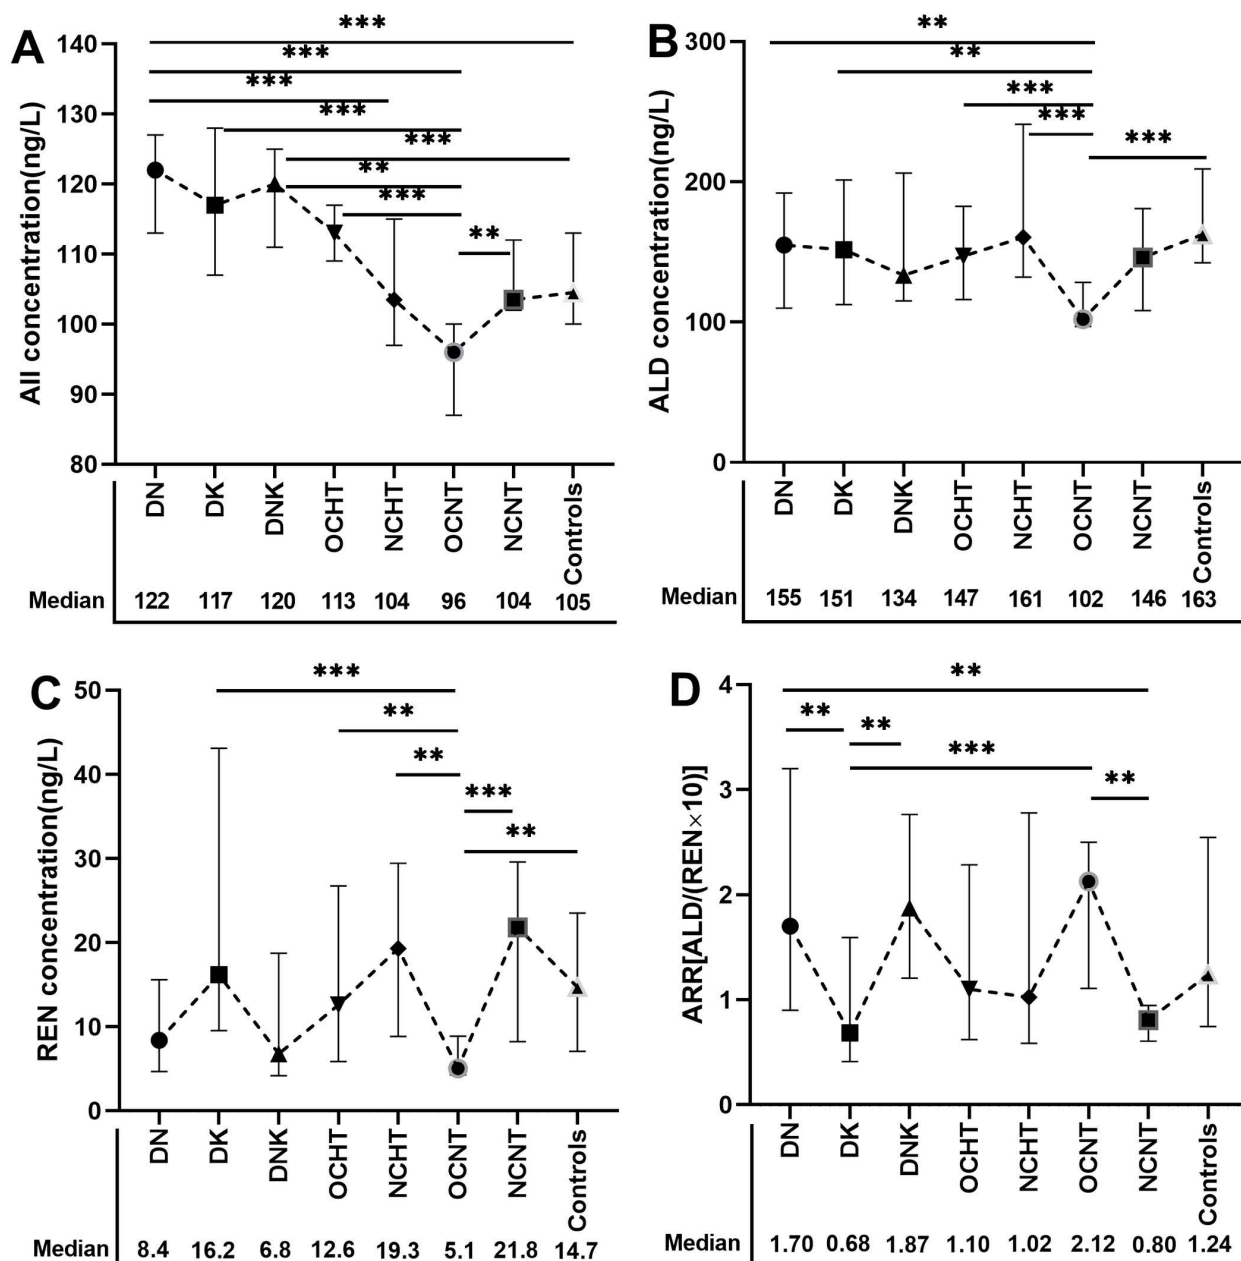 A
AII concentration(ng/L)
140
130
120
110
100
90
80
***
***
***
***
***
**
***
**
DN DK DNK OCHT NCHT OCNT NCNT Controls
Median 122 117 120 113 104 96 104 105
B
ALD concentration(ng/L)
300
200
100
0
**
**
***
***
***
DN DK DNK OCHT NCHT OCNT NCNT Controls
Median 155 151 134 147 161 102 146 163
C
REN concentration(ng/L)
50
40
30
20
10
0
***
**
**
***
**
DN DK DNK OCHT NCHT OCNT NCNT Controls
Median 8.4 16.2 6.8 12.6 19.3 5.1 21.8 14.7
D
ARR[ALD/(REN×10)]
4
3
2
1
0
**
**
**
***
**
DN DK DNK OCHT NCHT OCNT NCNT Controls
Median 1.70 0.68 1.87 1.10 1.02 2.12 0.80 1.24